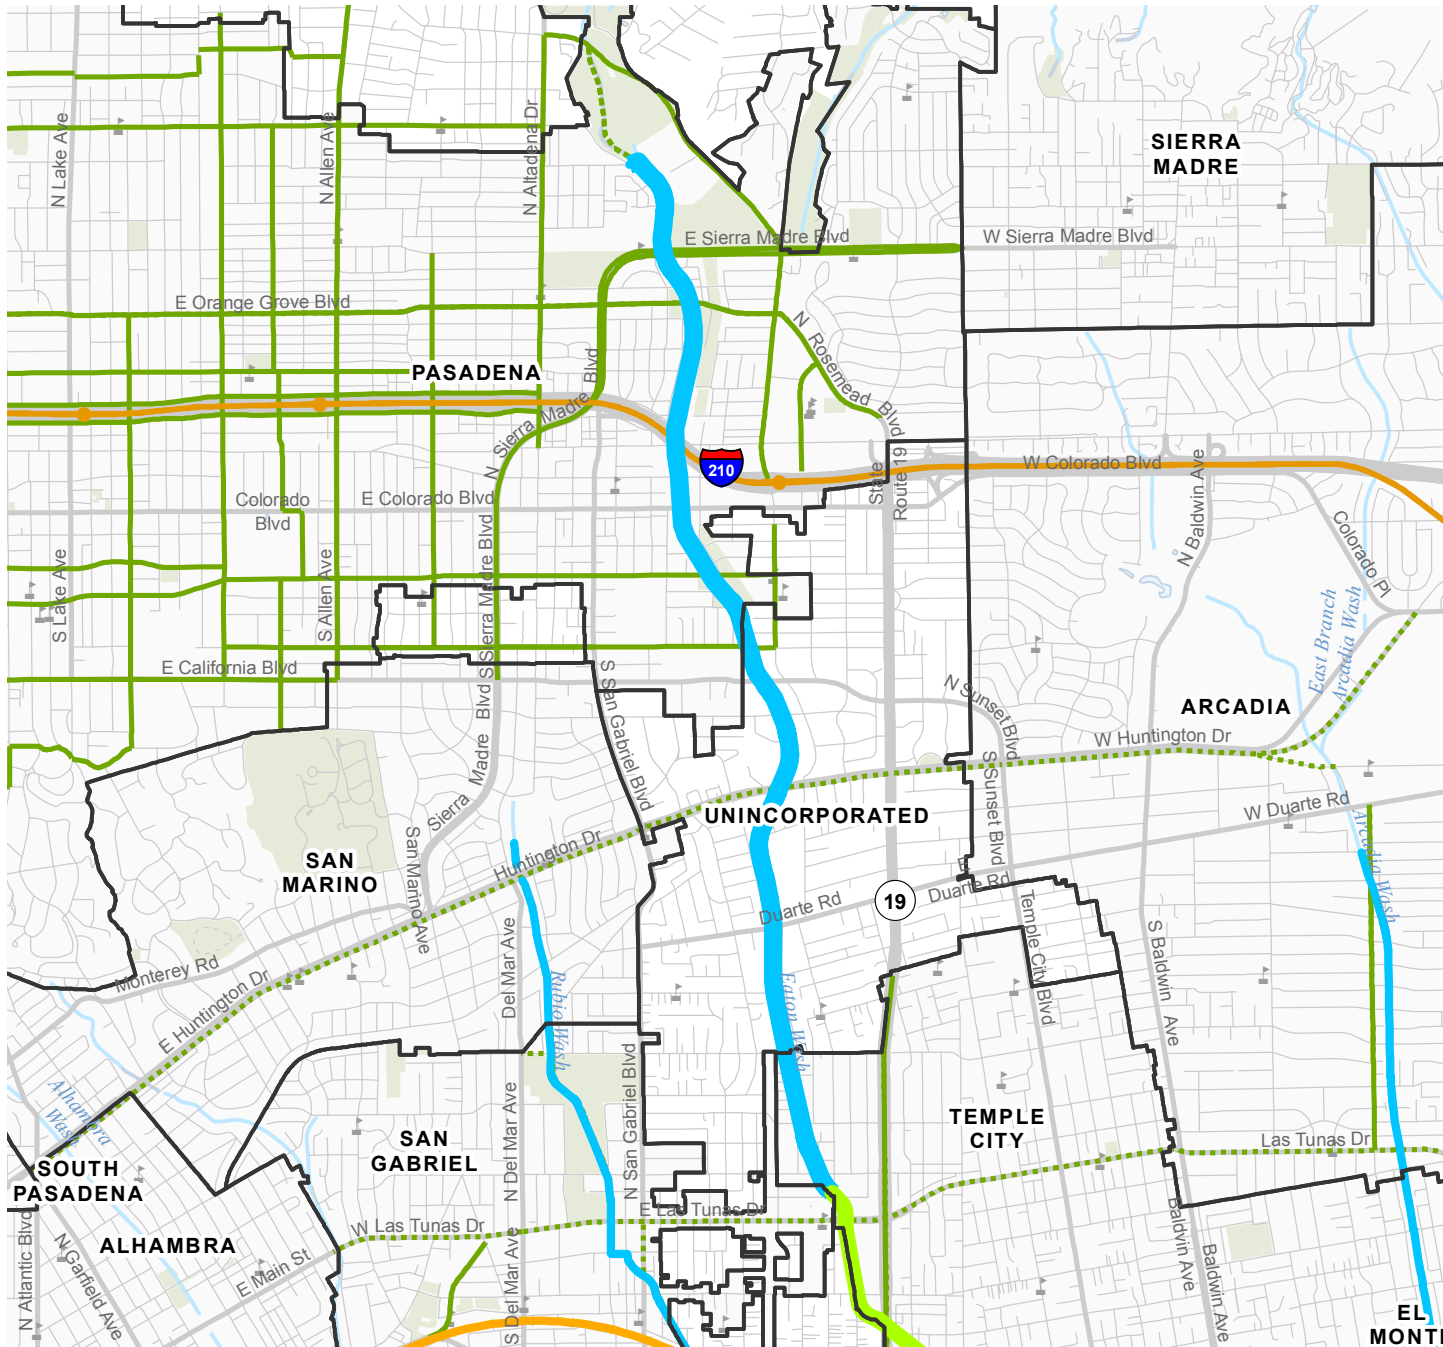 SIERRA
MADRE
N Lake Ave
N Allen Ave
N Altadena Dr
E Sierra Madre Blvd
W Sierra Madre Blvd
E Orange Grove Blvd
N Rosemead Blvd
PASADENA
N Sierra Madre Blvd
210
W Colorado Blvd
State
Route 19
N Baldwin Ave
Colorado
Blvd
E Colorado Blvd
Colorado Pl
S Lake Ave
S Allen Ave
S Sierra Madre Blvd
East Branch
Arcadia Wash
E California Blvd
S San Gabriel Blvd
N Sunset Blvd
ARCADIA
W Huntington Dr
S Sunset Blvd
Sierra Madre Blvd
UNINCORPORATED
W Duarte Rd
SAN
MARINO
San Marino Ave
Huntington Dr
Arcadia Wash
E
Duarte Rd
Duarte Rd
19
Temple City Blvd
S Baldwin Ave
Monterey Rd
E Huntington Dr
Del Mar Ave
Rubio Wash
Eaton Wash
Alhambra
Wash
N San Gabriel Blvd
N Del Mar Ave
TEMPLE
CITY
Las Tunas Dr
SAN
GABRIEL
SOUTH
PASADENA
E Las Tunas Dr
W Las Tunas Dr
ALHAMBRA
E Main St
N Atlantic Blvd
N Garfield Ave
S Del Mar Ave
Baldwin Ave
Baldwin Ave
EL
MONT